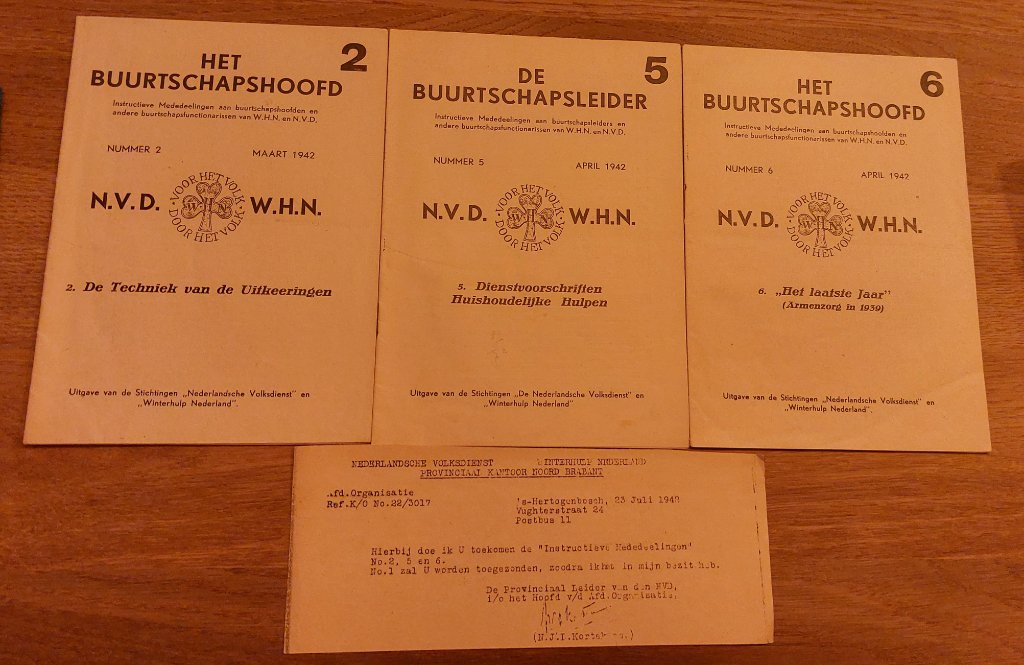 2
HET
BUURTSCHAPSHOOFD
Instructieve Mededeelingen aan buurtschapshoofden en
andere buurtschapsfunctionarissen van W.H.N. en N.V.D.
NUMMER 2 MAART 1942
N.V.D. VOOR HET VOLK DOOR HET VOLK WHN W.H.N.
2. De Techniek van de Uitkeeringen
Uitgave van de Stichtingen „Nederlandsche Volksdienst" en
„Winterhulp Nederland".
5
DE
BUURTSCHAPSLEIDER
Instructieve Mededeelingen aan buurtschapsleiders en
andere buurtschapsfunctionarissen van W.H.N. en N.V.D.
NUMMER 5 APRIL 1942
N.V.D. VOOR HET VOLK DOOR HET VOLK WHN W.H.N.
5. Dienstvoorschriften
Huishoudelijke Hulpen
Uitgave van de Stichtingen „De Nederlandsche Volksdienst" en
„Winterhulp Nederland"
6
HET
BUURTSCHAPSHOOFD
Instructieve Mededeelingen aan buurtschapshoofden en
andere buurtschapsfunctionarissen van W.H.N. en N.V.D.
NUMMER 6 APRIL 1942
N.V.D. VOOR HET VOLK DOOR HET VOLK WHN W.H.N.
6. „Het laatste Jaar"
(Armenzorg in 1939)
Uitgave van de Stichtingen „Nederlandsche Volksdienst" en
„Winterhulp Nederland".
NEDERLANDSCHE VOLKSDIENST WINTERHULP NEDERLAND
PROVINCIAAL KANTOOR NOORD BRABANT
Afd.Organisatie
Ref.K/O No.22/3017
's-Hertogenbosch, 23 Juli 1942
Vughterstraat 24
Postbus 11
Hierbij doe ik U toekomen de "Instructieve Mededeelingen"
No.2, 5 en 6.
No.1 zal U worden toegezonden, zoodra ik het in mijn bezit heb.
De Provinciaal Leider van den NVD,
i/o het Hoofd v/d Afd.Organisatie,